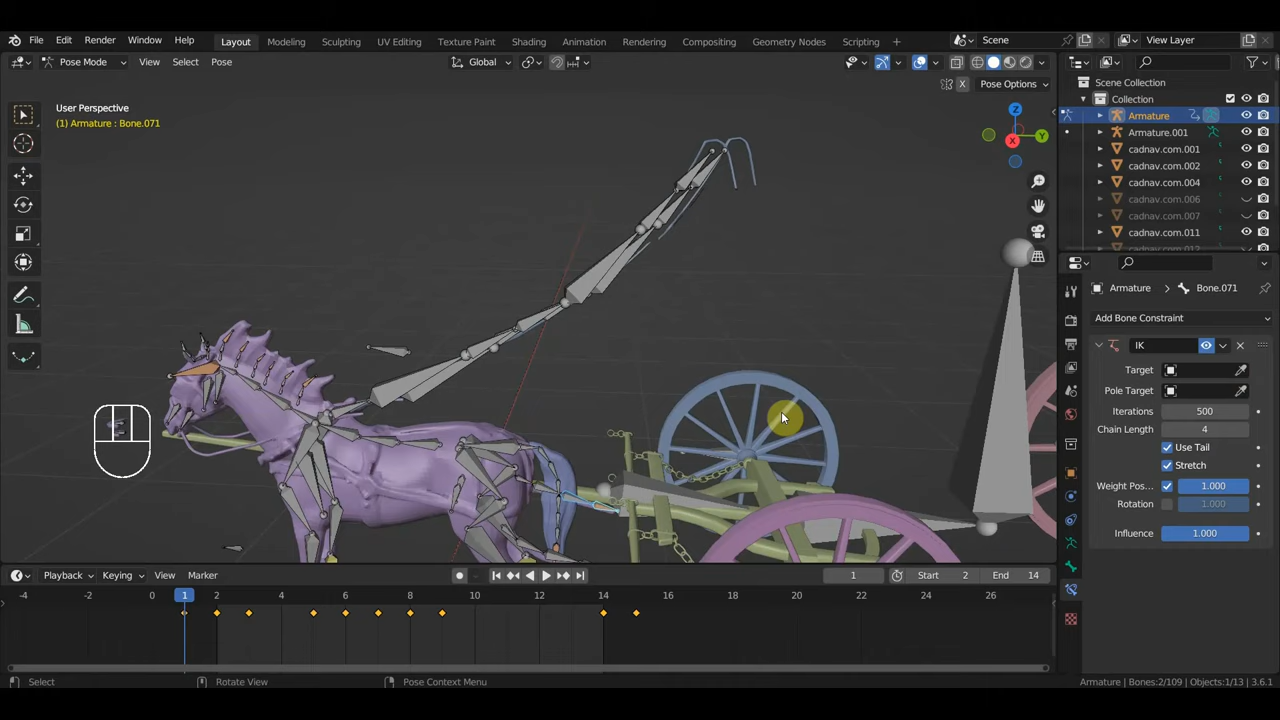 File Edit Render Window Help Layout Modeling Sculpting UV Editing Texture Paint Shading Animation Rendering Compositing Geometry Nodes Scripting + Scene View Layer
Pose Mode View Select Pose Global
X Pose Options
User Perspective
(1) Armature : Bone.071
Z
Y
X
Scene Collection
Collection
Armature
Armature.001
cadnav.com.001
cadnav.com.002
cadnav.com.004
cadnav.com.006
cadnav.com.007
cadnav.com.011
Armature > Bone.071
Add Bone Constraint
IK
Target
Pole Target
Iterations 500
Chain Length 4
Use Tail
Stretch
Weight Pos... 1.000
Rotation 1.000
Influence 1.000
Playback Keying View Marker 1 Start 2 End 14
-4 -2 0 1 2 4 6 8 10 12 14 16 18 20 22 24 26
Select Rotate View Pose Context Menu Armature | Bones:2/109 | Objects:1/13 | 3.6.1